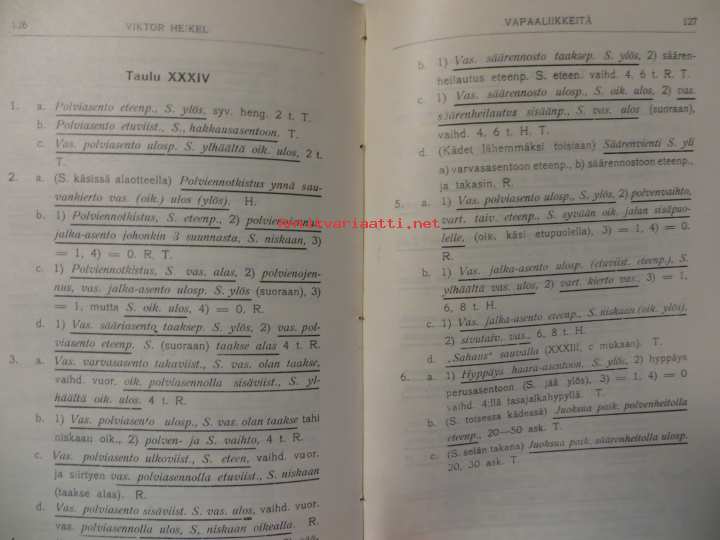 126 VIKTOR HEIKEL
Taulu XXXIV
1. a. Polviasento eteenp., S. ylös, syv. heng. 2 t. T.
b. Polviasento etuviist., S., hakkausasentoon. T.
c. Vas. polviasento ulosp. S. ylhäältä oik. ulos, 2 t.
T.
2. a. (S. käsissä alaotteella) Polviennotkistus ynnä sau-
vankierto vas. (oik.) ulos (ylös). H.
b. 1) Polviennotkistus, S. eteenp., 2)
jalka-asento johonkin 3 suunnasta, S. niskaan, 3)
= 1, 4) = 0. R. T.
c. 1) Polviennotkistus, S. vas. alas, 2) polvienojen-
nus, vas. jalka-asento ulosp. S. ylös (suoraan), 3)
= 1, mutta S. oik. ulos, 4) = 0, R.
d. 1) Vas. sääriasento taaksep. S. ylös, 2) vas. pol-
viasento eteenp. S. (suoraan) taakse alas 4 t. R.
3. a. Vas. varvasasento takaviist., S. vas. olan taakse,
vaihd. vuor. oik. polviasennolla sisäviist., S. yl-
häältä oik. ulos. 4 t. R.
b. 1) Vas. polviasento ulosp., S. vas. olan taakse tahi
niskaan oik., 2) polven- ja S. vaihto, 4 t. R.
c. Vas. polviasento ulkoviist., S. eteen, vaihd. vuor.
ja siirtyen vas. polviasennolla etuviist., S. niskaan
(taakse alas). R.
d. Vas. polviasento sisäviist. S. vas. ulos, vaihd. vuor.
vas. polviasennolla ulos, S, niskaan oikealla. R.
VAPAALIIKKEITÄ 127
b. 1) Vas. säärennosto taaksep. S. ylös, 2) säären-
heilautus eteenp. S. eteen. vaihd. 4, 6 t. R. T.
c 1) Vas. säärennosto ulosp., S. oik. ulos, 2) vas.
säärenheilautus sisäänp., S. vas. ulos (suoraan),
vaihd. 4, 6 t. H. T.
d. (Kädet lähemmäksi toisiaan) Säärenvienti S. yli
a) varvasasentoon eteenp., b) säärennostoon eteenp.,
ja takasin, R.
5. a. 1) Vas. polviasento ulosp., S. ylös, 2) polvenvaihto,
vart. taiv. eteenp. S. syvään oik. jalan sisäpuo-
lelle, (oik. käsi etupuolella), 3) = 1, 4) = 0.
R.
b. 1) Vas. jalka-asento ulosp. (etuviist. eteenp.), S.
ylhäältä vas. ulos, 2) vart. kierto vas., 3) = 1,
6, 8 t. H.
c. 1) Vas. jalka-asento eteenp., S. niskaan (oik. ylös),
2) sivutaiv. vas., 6, 8 t. H.
d. „Sahaus" sauvalla (XXXIII, c mukaan). T.
6. a. 1) Hyppäys haara-asentoon, S. ylös, 2) hyppäys
perusasentoon (S. jää ylös), 3) = 1, 4) = 0
vaihd. 4:llä tasajalkahypyllä. T.
b. (S. toisessa kädessä) Juoksua paik. polvenheitolla
eteenp., 20—50 ask. T.
c. (S. selän takana) Juoksua paik. säärenheitolla ulosp.
20, 30 ask. T.